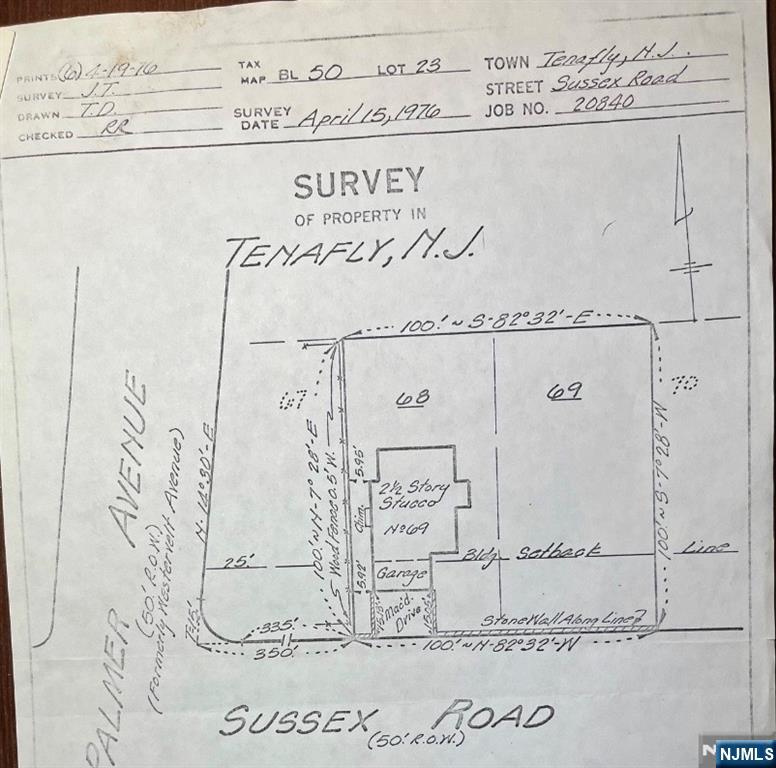 PRINTS (6) 4-19-76
SURVEY J.T.
DRAWN T.D.
CHECKED RR
TAX MAP BL 50 LOT 23
SURVEY DATE April 15, 1976
TOWN Tenafly, N.J.
STREET Sussex Road
JOB NO. 20840
SURVEY
OF PROPERTY IN
TENAFLY, N.J.
100.' ~ S-82°32'-E
67
68
69
70
PALMER AVENUE
(50.' R.O.W.)
(Formerly Westervelt Avenue)
N-14°30'-E
100.' ~ N-7°28'-E
5' Wood Fence 0.5' W.
100.' ~ S-7°28'-W
5.95'
2½ Story
Stucco
Nº 69
Chim.
25'
5.92'
Garage
Bldg Setback Line
Mac'd.
Drive
15.05'
Stone Wall Along Line
335.'
350.'
100.' ~ N-82°32'-W
SUSSEX ROAD
(50.' R.O.W.)
NJMLS